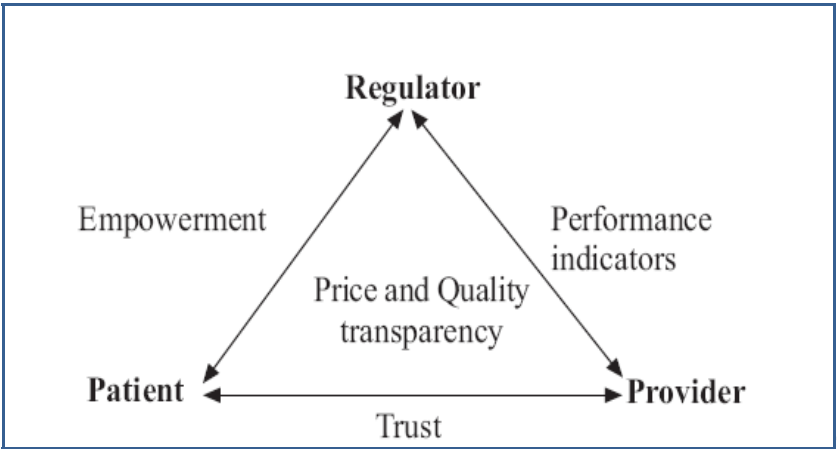 Regulator
Empowerment
Performance
indicators
Price and Quality
transparency
Patient
Provider
Trust